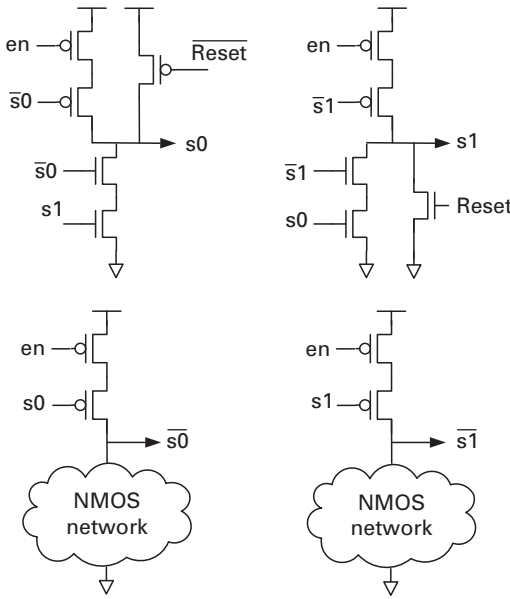 en
s̅0
R̅e̅s̅e̅t̅
s0
s̅0
s1
en
s̅1
s1
s̅1
s0
Reset
en
s0
s̅0̅
NMOS
network
en
s1
s̅1̅
NMOS
network